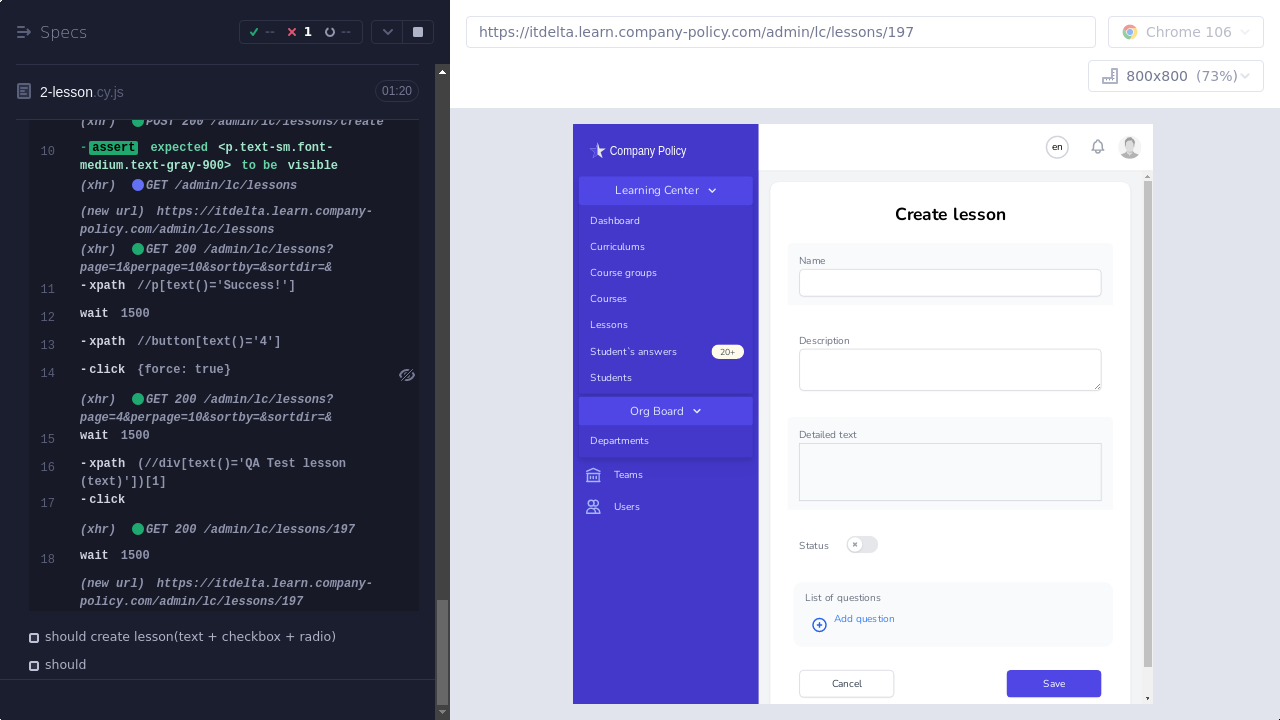 Specs
-- 1 --
https://itdelta.learn.company-policy.com/admin/lc/lessons/197
Chrome 106
800x800 (73%)
2-lesson.cy.js 01:20
(xhr) POST 200 /admin/lc/lessons/create
10 -assert expected <p.text-sm.font-
medium.text-gray-900> to be visible
(xhr) GET /admin/lc/lessons
(new url) https://itdelta.learn.company-
policy.com/admin/lc/lessons
(xhr) GET 200 /admin/lc/lessons?
page=1&perpage=10&sortby=&sortdir=&
11 -xpath //p[text()='Success!']
12 wait 1500
13 -xpath //button[text()='4']
14 -click {force: true}
(xhr) GET 200 /admin/lc/lessons?
page=4&perpage=10&sortby=&sortdir=&
15 wait 1500
16 -xpath (//div[text()='QA Test lesson
(text)'])[1]
17 -click
(xhr) GET 200 /admin/lc/lessons/197
18 wait 1500
(new url) https://itdelta.learn.company-
policy.com/admin/lc/lessons/197
should create lesson(text + checkbox + radio)
should
Company Policy
Learning Center
Dashboard
Curriculums
Course groups
Courses
Lessons
Student`s answers 20+
Students
Org Board
Departments
Teams
Users
en
Create lesson
Name
Description
Detailed text
Status
List of questions
Add question
Cancel
Save